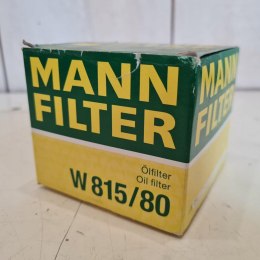 MANN
FILTER
Ölfilter
Oil filter
W 815/80
MANN
FILTER